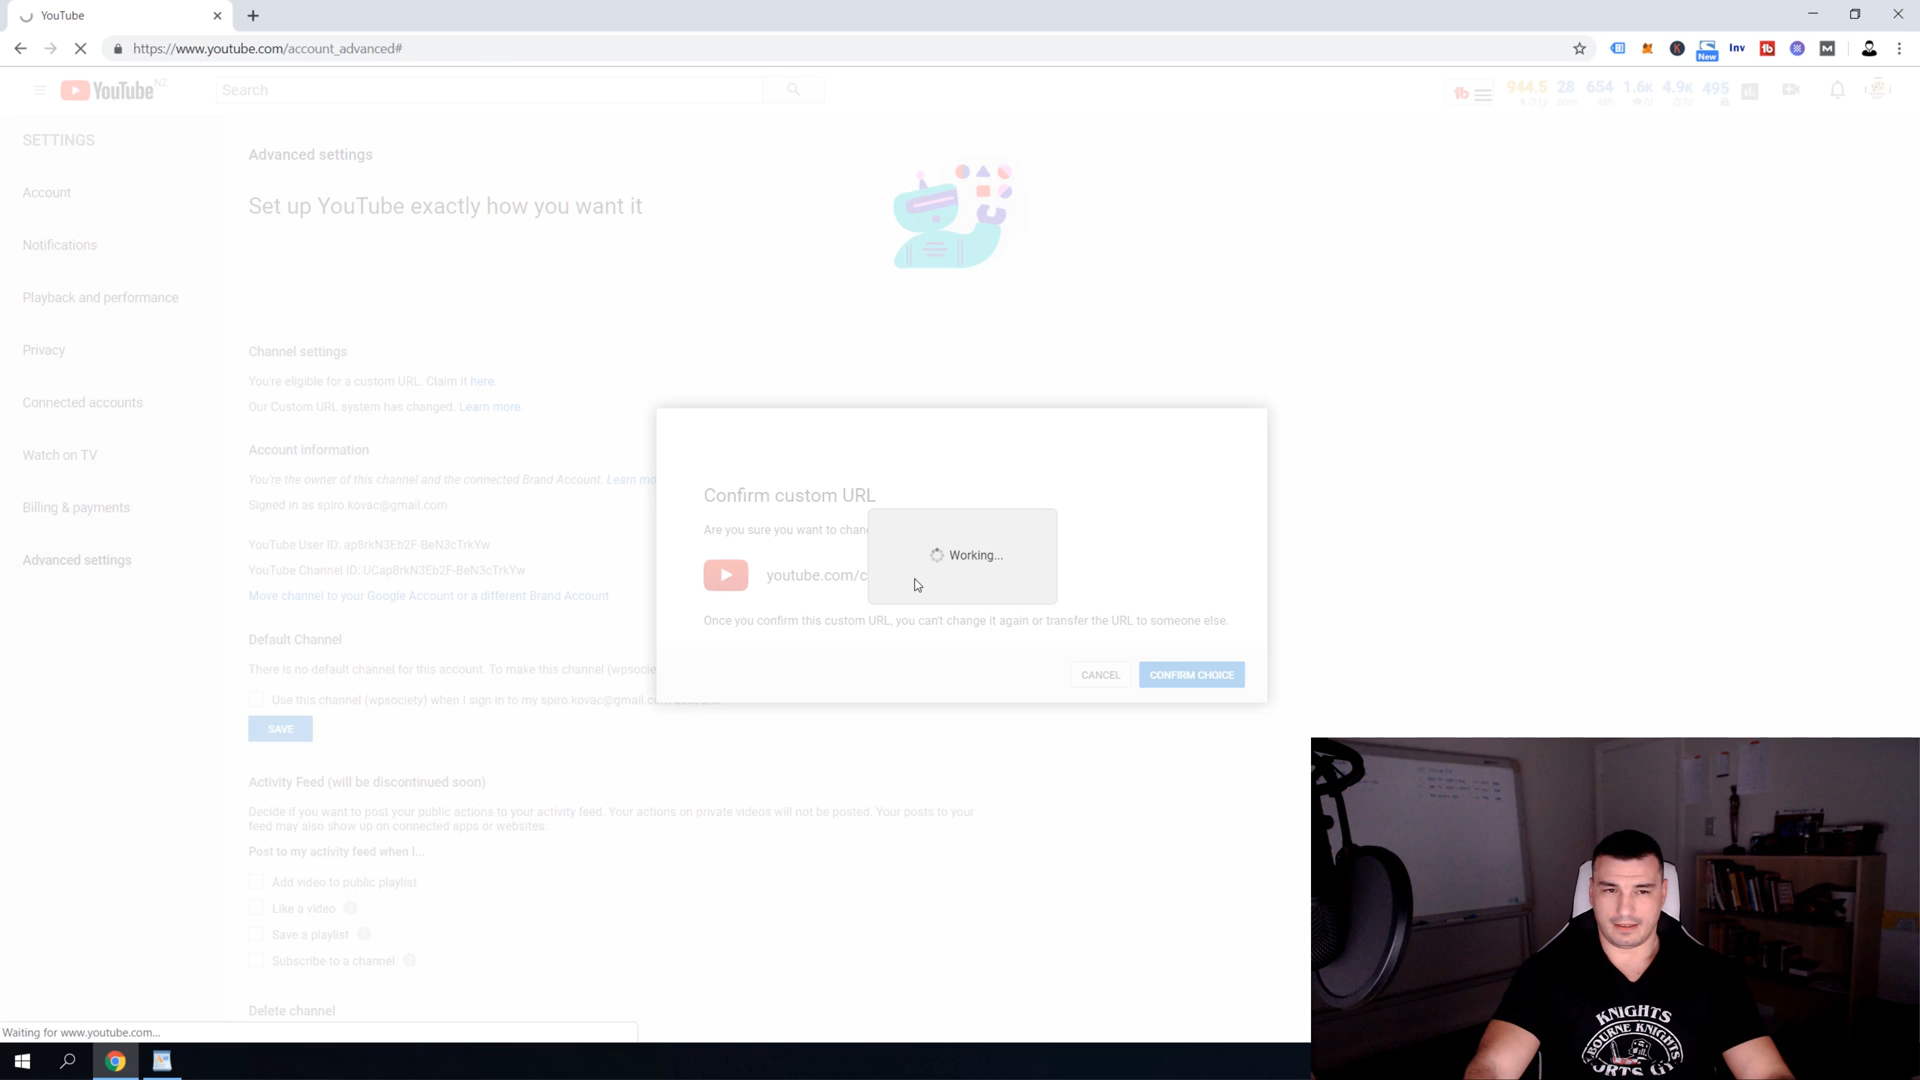 YouTube
https://www.youtube.com/account_advanced#
New
Inv
YouTube NZ
Search
944.5 28 654 1.6K 4.9K 495
SETTINGS
Account
Notifications
Playback and performance
Privacy
Connected accounts
Watch on TV
Billing & payments
Advanced settings
Advanced settings
Set up YouTube exactly how you want it
Channel settings
You're eligible for a custom URL. Claim it here.
Our Custom URL system has changed. Learn more.
Account information
You're the owner of this channel and the connected Brand Account. Learn mo
Signed in as spiro.kovac@gmail.com
YouTube User ID: ap8rkN3Eb2F-BeN3cTrkYw
YouTube Channel ID: UCap8rkN3Eb2F-BeN3cTrkYw
Move channel to your Google Account or a different Brand Account
Default Channel
There is no default channel for this account. To make this channel (wpsocie
Use this channel (wpsociety) when I sign in to my spiro.kovac@gmail.com account.
SAVE
Activity Feed (will be discontinued soon)
Decide if you want to post your public actions to your activity feed. Your actions on private videos will not be posted. Your posts to your
feed may also show up on connected apps or websites.
Post to my activity feed when I...
Add video to public playlist
Like a video
Save a playlist
Subscribe to a channel
Delete channel
Confirm custom URL
Are you sure you want to chan
youtube.com/c
Working...
Once you confirm this custom URL, you can't change it again or transfer the URL to someone else.
CANCEL
CONFIRM CHOICE
Waiting for www.youtube.com...
KNIGHTS
BOURNE KNIGHTS